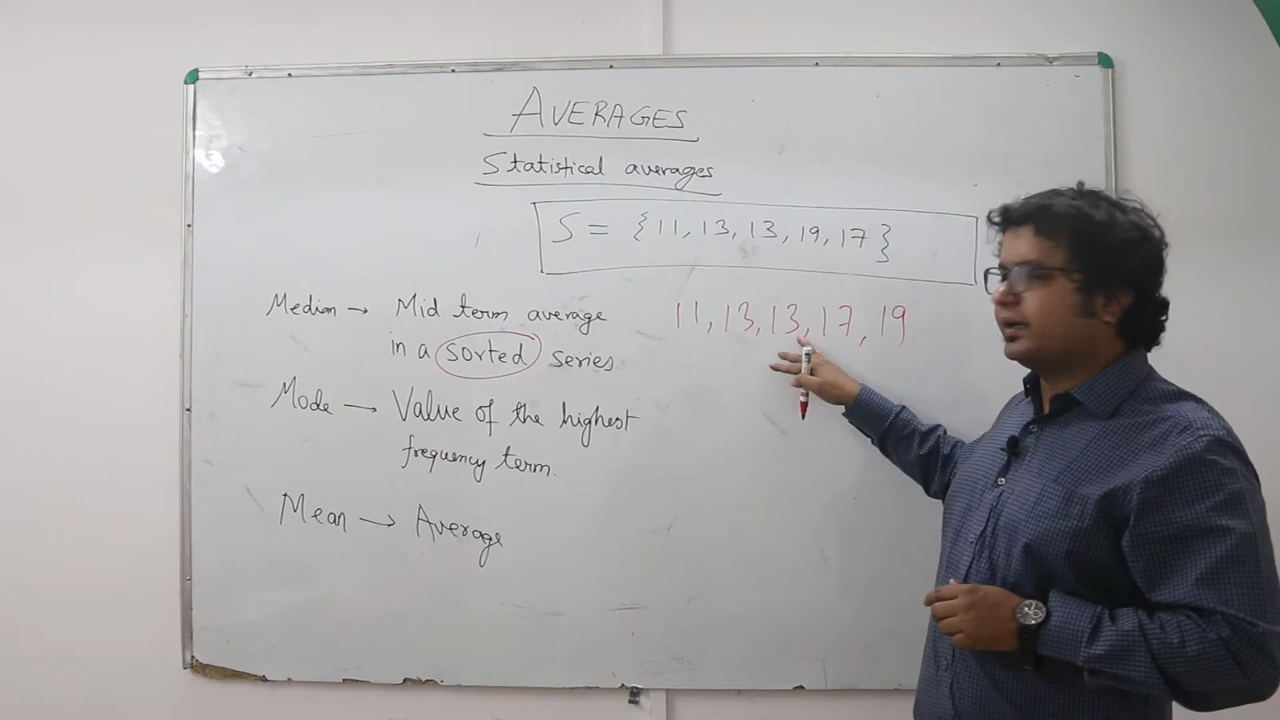 AVERAGES
Statistical averages
S = {11, 13, 13, 19, 17}
Median → Mid term average
in a sorted series
11, 13, 13, 17, 19
Mode → Value of the highest
frequency term.
Mean → Average